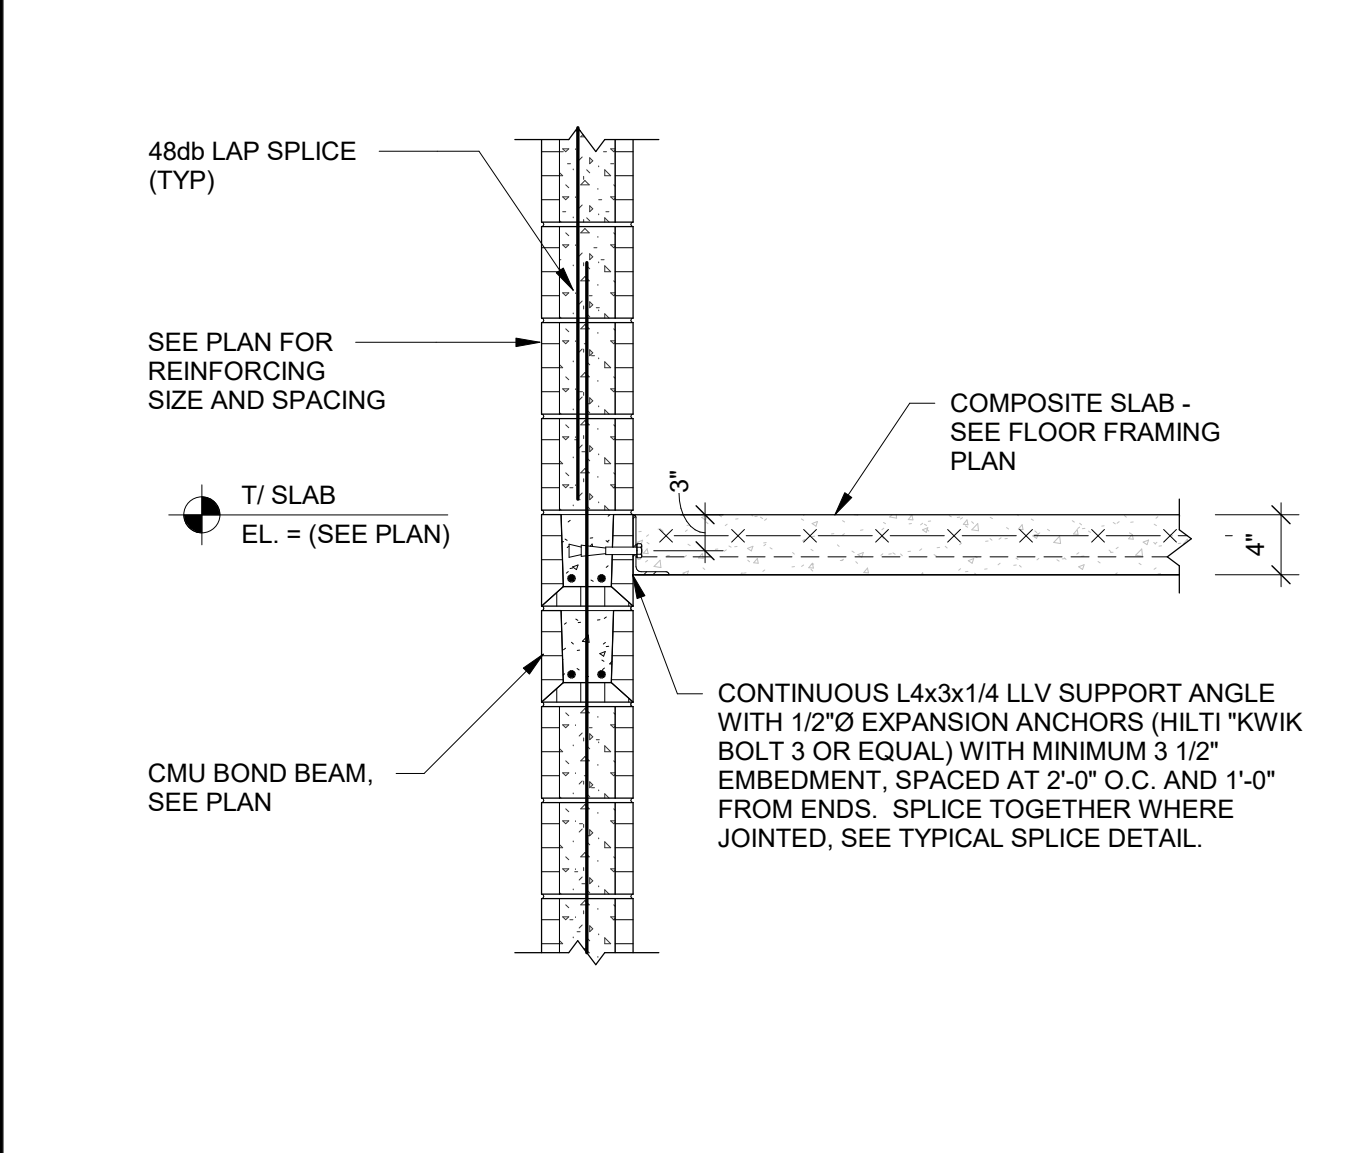 48db LAP SPLICE
(TYP)
SEE PLAN FOR
REINFORCING
SIZE AND SPACING
COMPOSITE SLAB -
SEE FLOOR FRAMING
PLAN
3"
T/ SLAB
EL. = (SEE PLAN)
4"
CONTINUOUS L4x3x1/4 LLV SUPPORT ANGLE
WITH 1/2"Ø EXPANSION ANCHORS (HILTI "KWIK
BOLT 3 OR EQUAL) WITH MINIMUM 3 1/2"
EMBEDMENT, SPACED AT 2'-0" O.C. AND 1'-0"
FROM ENDS.  SPLICE TOGETHER WHERE
JOINTED, SEE TYPICAL SPLICE DETAIL.
CMU BOND BEAM,
SEE PLAN